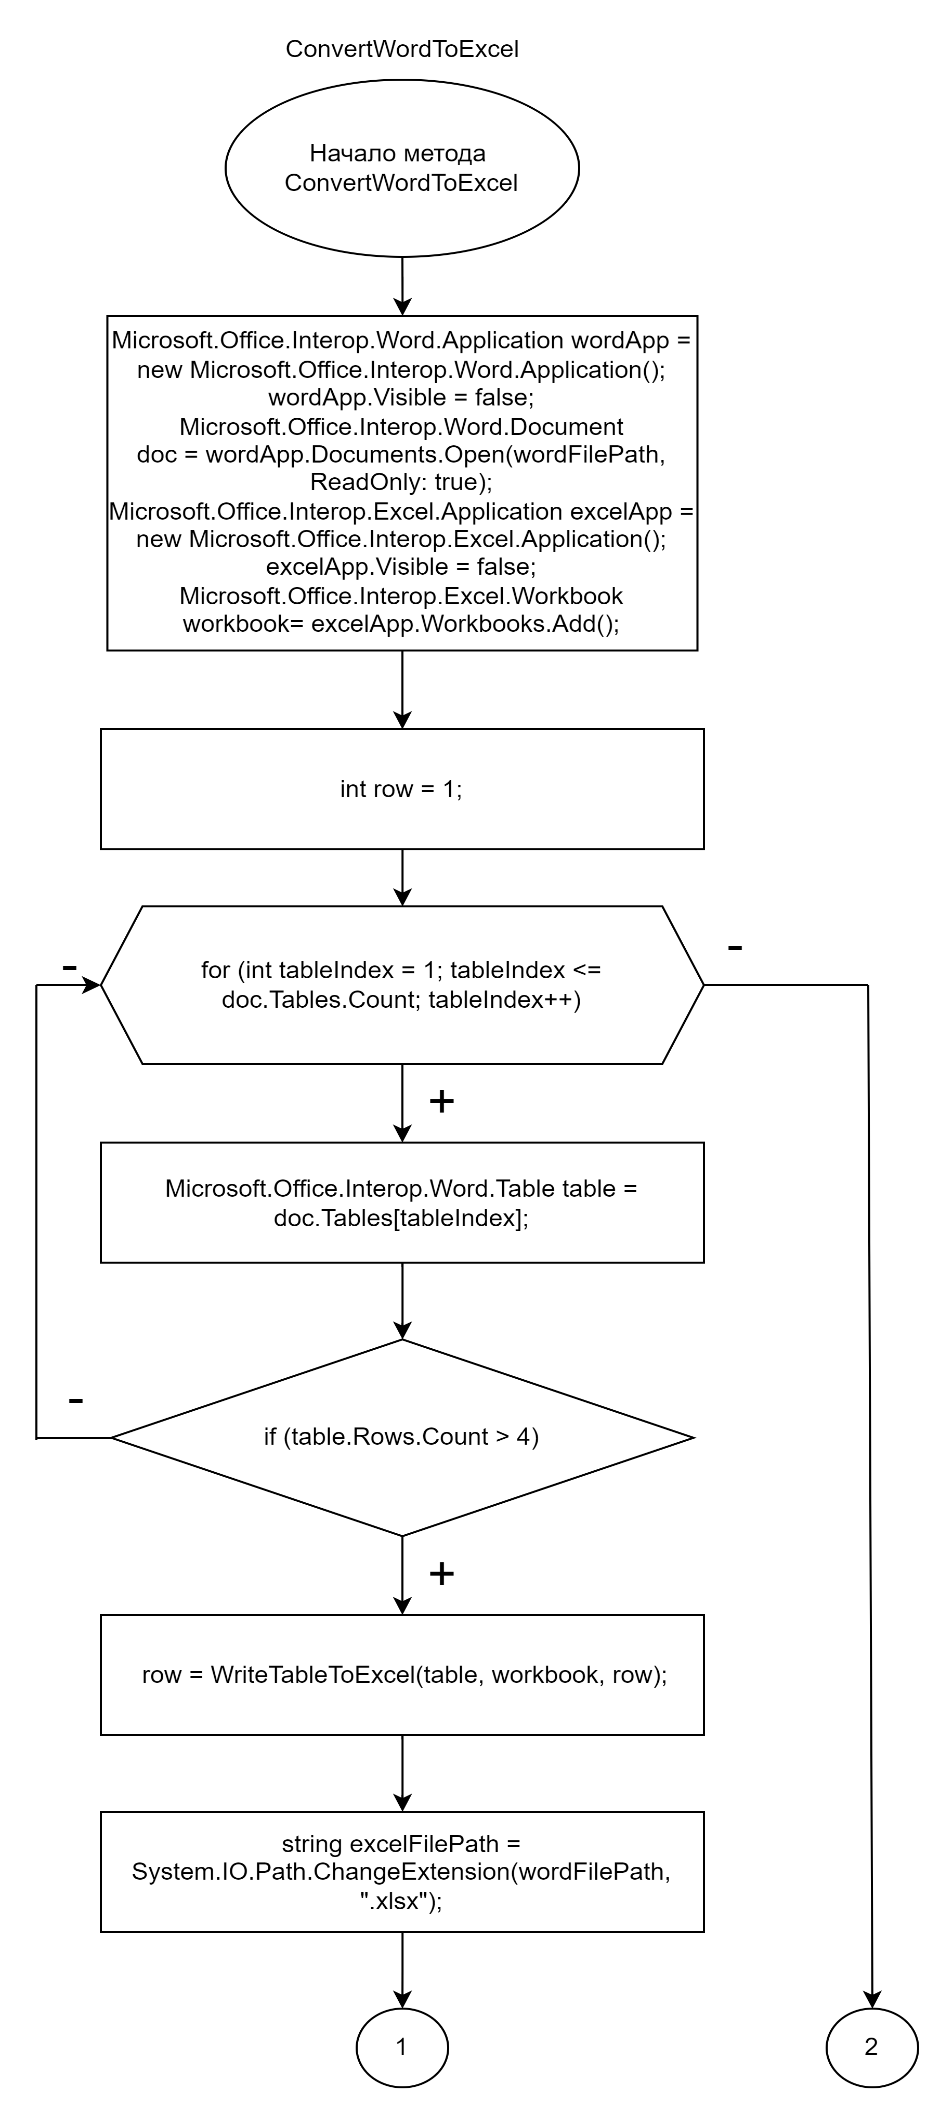 ConvertWordToExcel
Начало метода
ConvertWordToExcel
Microsoft.Office.Interop.Word.Application wordApp =
new Microsoft.Office.Interop.Word.Application();
wordApp.Visible = false;
Microsoft.Office.Interop.Word.Document
doc = wordApp.Documents.Open(wordFilePath,
ReadOnly: true);
Microsoft.Office.Interop.Excel.Application excelApp =
new Microsoft.Office.Interop.Excel.Application();
excelApp.Visible = false;
Microsoft.Office.Interop.Excel.Workbook
workbook= excelApp.Workbooks.Add();
int row = 1;
-
-
for (int tableIndex = 1; tableIndex <=
doc.Tables.Count; tableIndex++)
+
Microsoft.Office.Interop.Word.Table table =
doc.Tables[tableIndex];
-
if (table.Rows.Count > 4)
+
row = WriteTableToExcel(table, workbook, row);
string excelFilePath =
System.IO.Path.ChangeExtension(wordFilePath,
".xlsx");
1
2